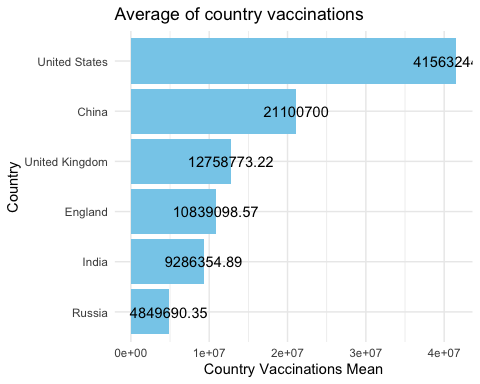 Average of country vaccinations
Country
United States
41563244
China
21100700
United Kingdom
12758773.22
England
10839098.57
India
9286354.89
Russia
4849690.35
0e+00 1e+07 2e+07 3e+07 4e+07
Country Vaccinations Mean